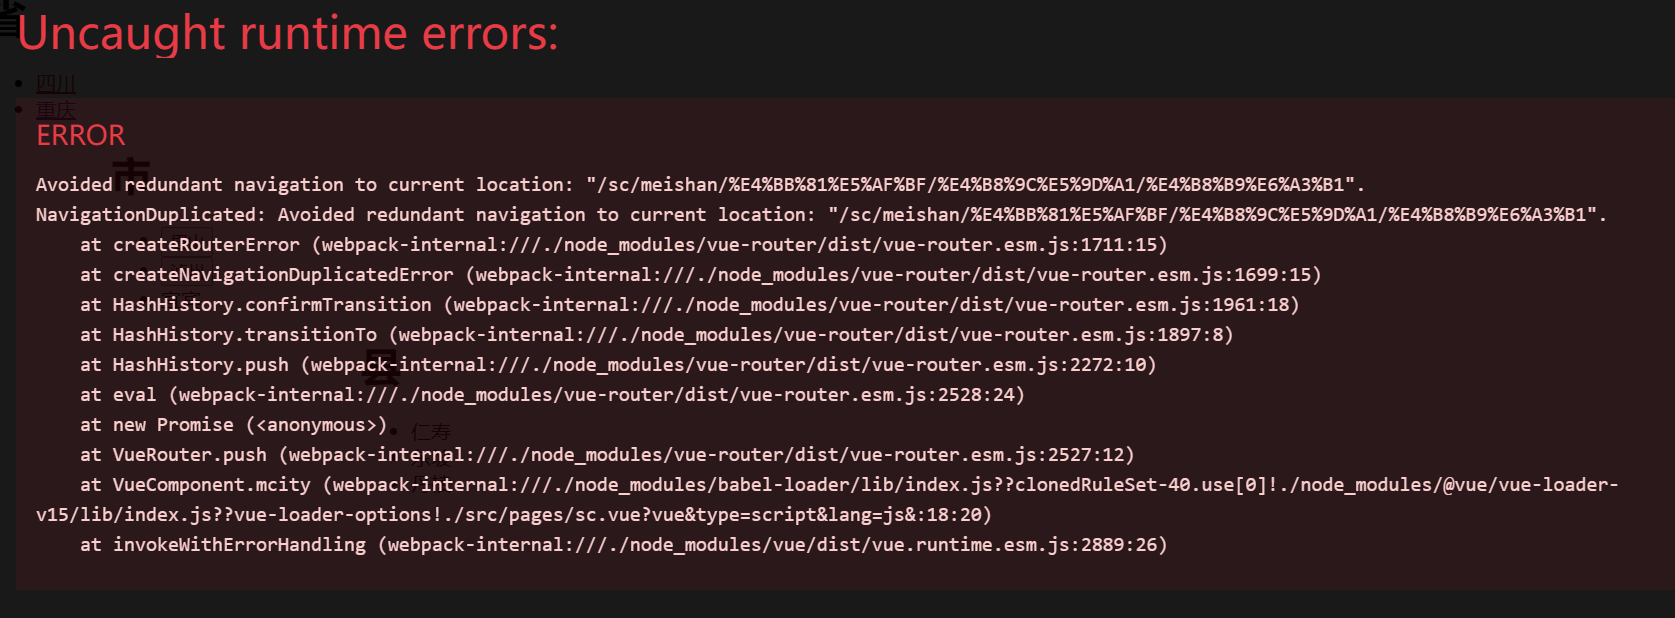 省
Uncaught runtime errors:
四川
重庆
ERROR
市
Avoided redundant navigation to current location: "/sc/meishan/%E4%BB%81%E5%AF%BF/%E4%B8%9C%E5%9D%A1/%E4%B8%B9%E6%A3%B1".
NavigationDuplicated: Avoided redundant navigation to current location: "/sc/meishan/%E4%BB%81%E5%AF%BF/%E4%B8%9C%E5%9D%A1/%E4%B8%B9%E6%A3%B1".
at createRouterError (webpack-internal:///./node_modules/vue-router/dist/vue-router.esm.js:1711:15)
at createNavigationDuplicatedError (webpack-internal:///./node_modules/vue-router/dist/vue-router.esm.js:1699:15)
at HashHistory.confirmTransition (webpack-internal:///./node_modules/vue-router/dist/vue-router.esm.js:1961:18)
at HashHistory.transitionTo (webpack-internal:///./node_modules/vue-router/dist/vue-router.esm.js:1897:8)
县
at HashHistory.push (webpack-internal:///./node_modules/vue-router/dist/vue-router.esm.js:2272:10)
at eval (webpack-internal:///./node_modules/vue-router/dist/vue-router.esm.js:2528:24)
at new Promise (<anonymous>)
仁寿
at VueRouter.push (webpack-internal:///./node_modules/vue-router/dist/vue-router.esm.js:2527:12)
at VueComponent.mcity (webpack-internal:///./node_modules/babel-loader/lib/index.js??clonedRuleSet-40.use[0]!./node_modules/@vue/vue-loader-
v15/lib/index.js??vue-loader-options!./src/pages/sc.vue?vue&type=script&lang=js&:18:20)
at invokeWithErrorHandling (webpack-internal:///./node_modules/vue/dist/vue.runtime.esm.js:2889:26)